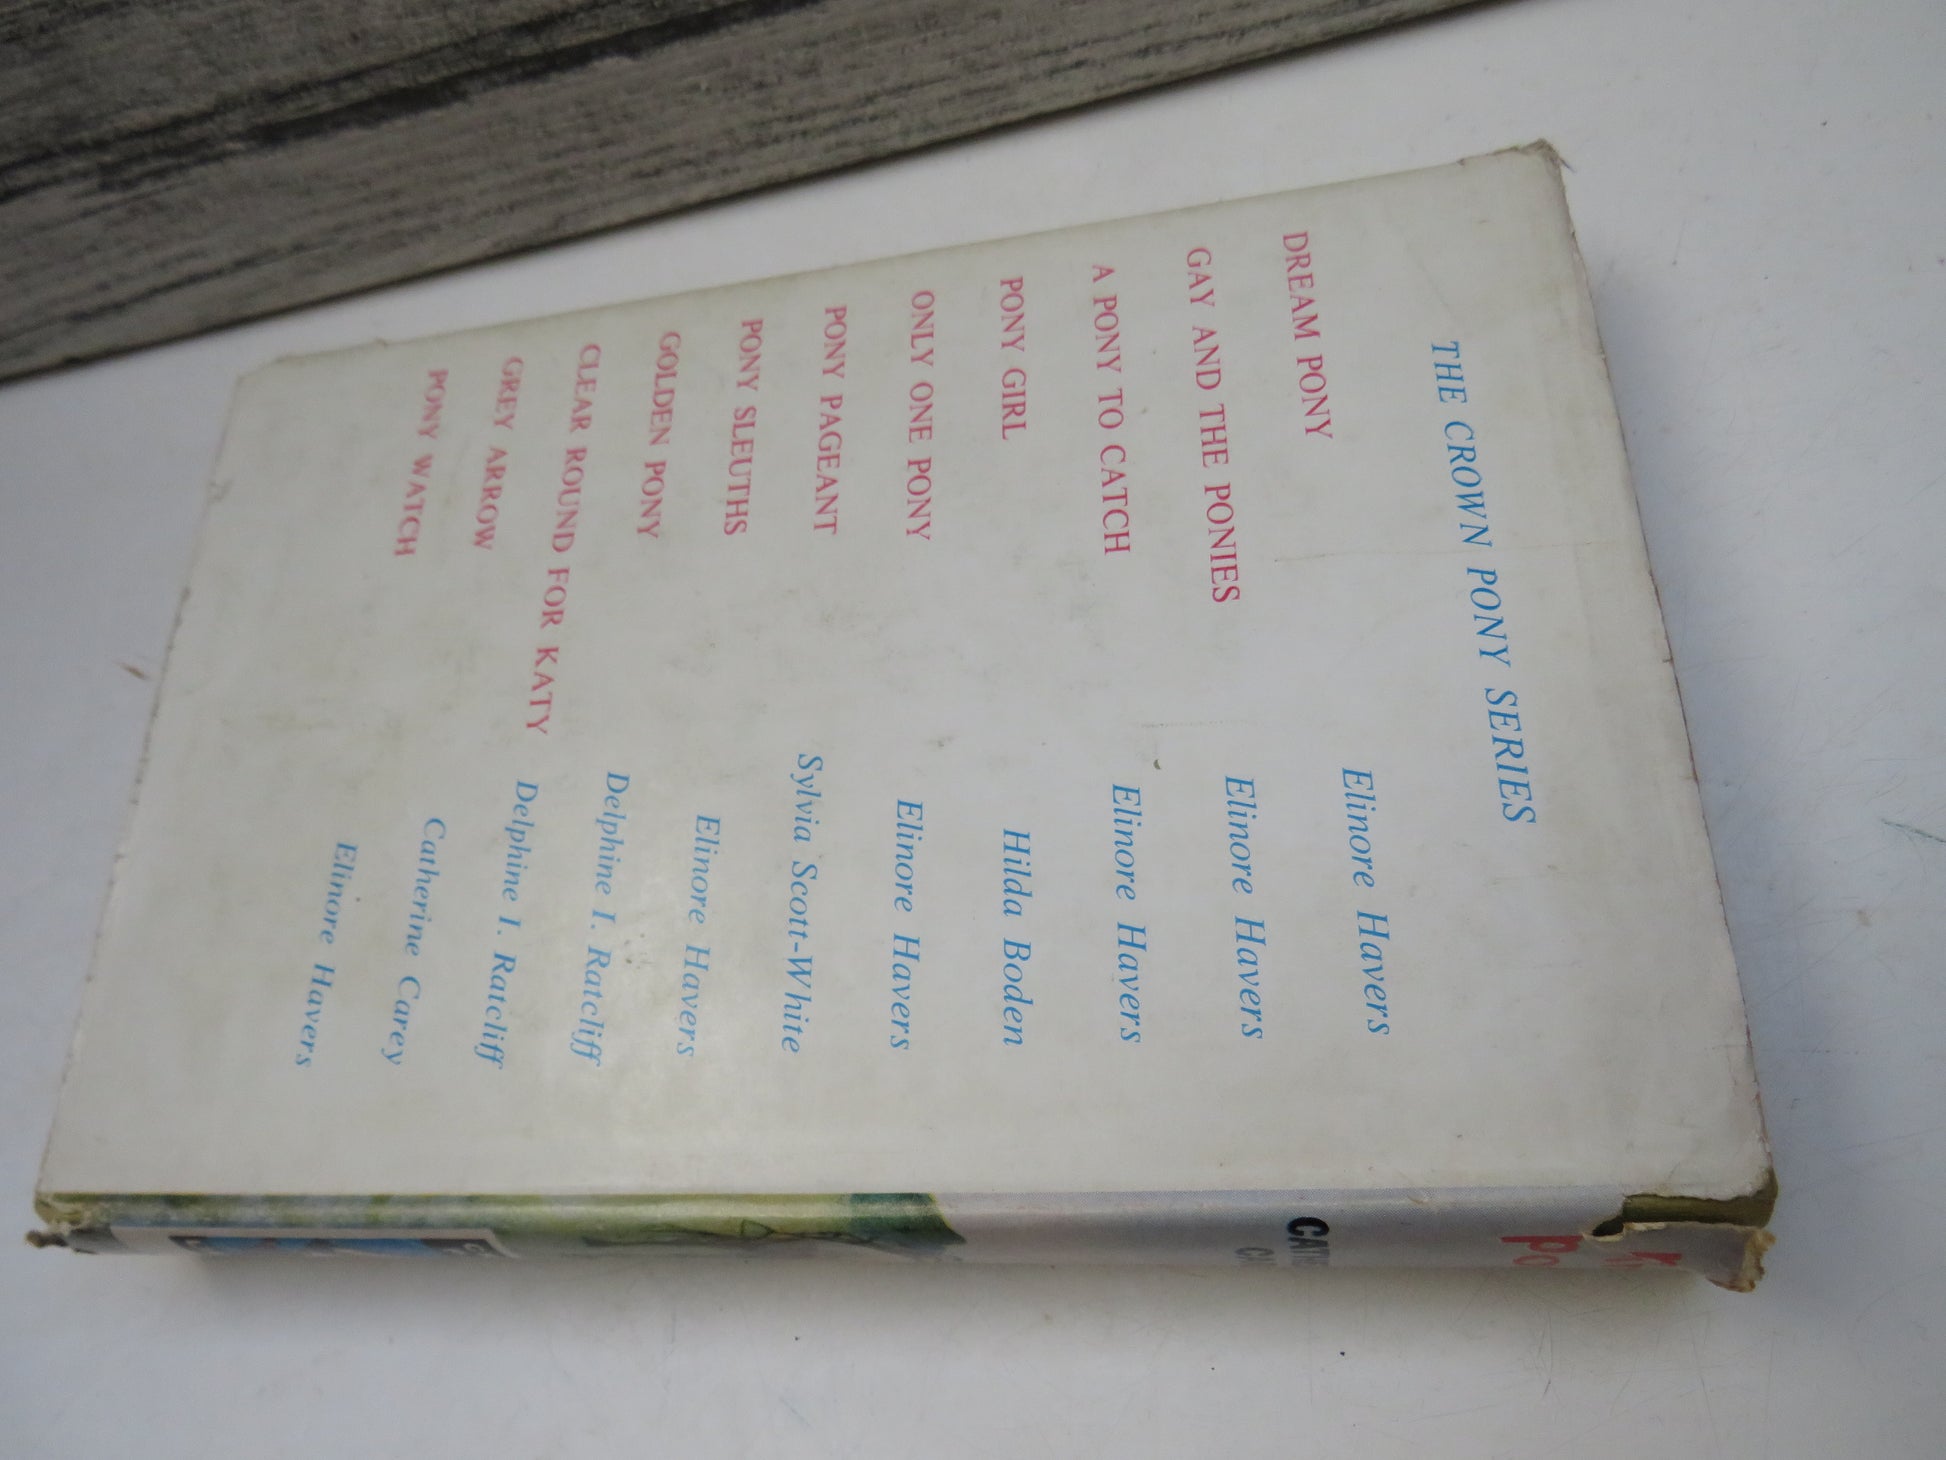 THE CROWN PONY SERIES
DREAM PONY Elinore Havers
GAY AND THE PONIES Elinore Havers
A PONY TO CATCH Elinore Havers
PONY GIRL Hilda Boden
ONLY ONE PONY Elinore Havers
PONY PAGEANT Sylvia Scott-White
PONY SLEUTHS Elinore Havers
GOLDEN PONY Delphine I. Ratcliff
CLEAR ROUND FOR KATY Delphine I. Ratcliff
GREY ARROW Catherine Carey
PONY WATCH Elinore Havers